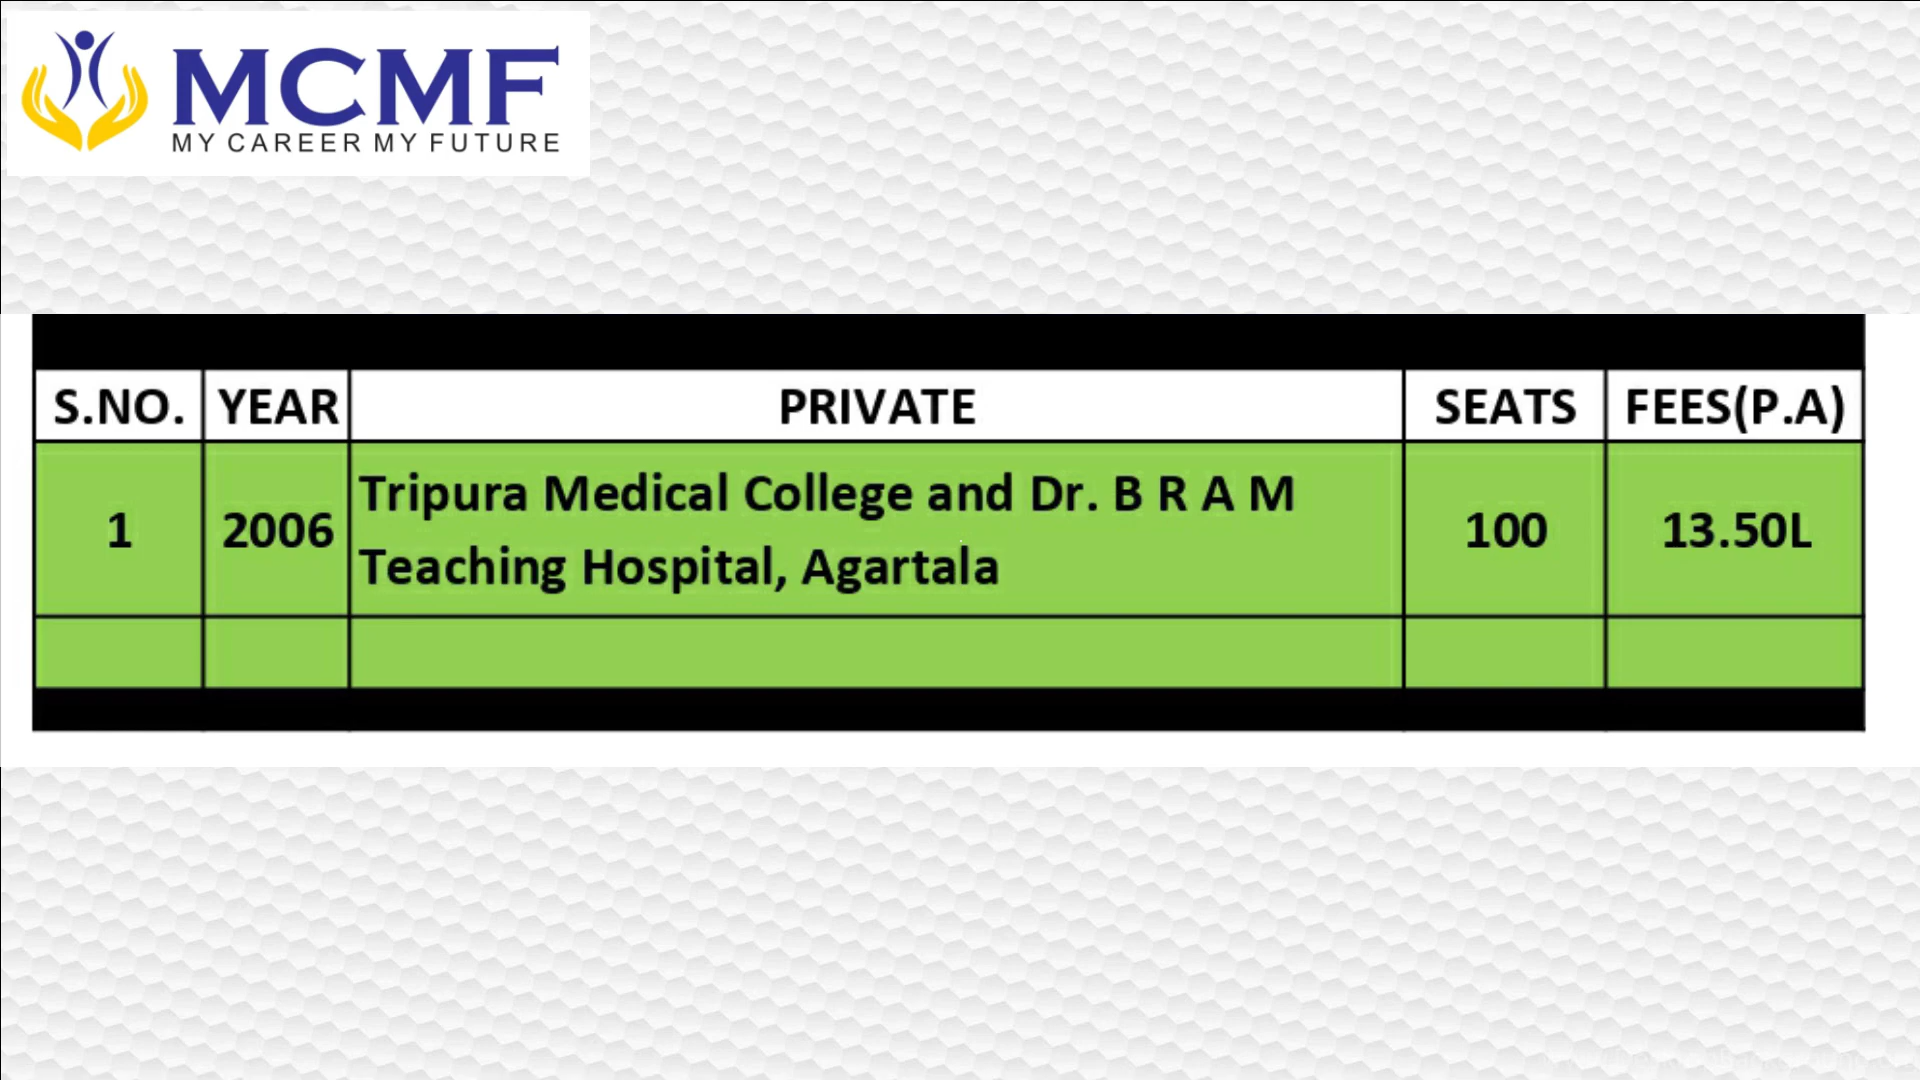 MCMF
MY CAREER MY FUTURE
S.NO. YEAR PRIVATE SEATS FEES(P.A)
1 2006 Tripura Medical College and Dr. B R A M
Teaching Hospital, Agartala 100 13.50L